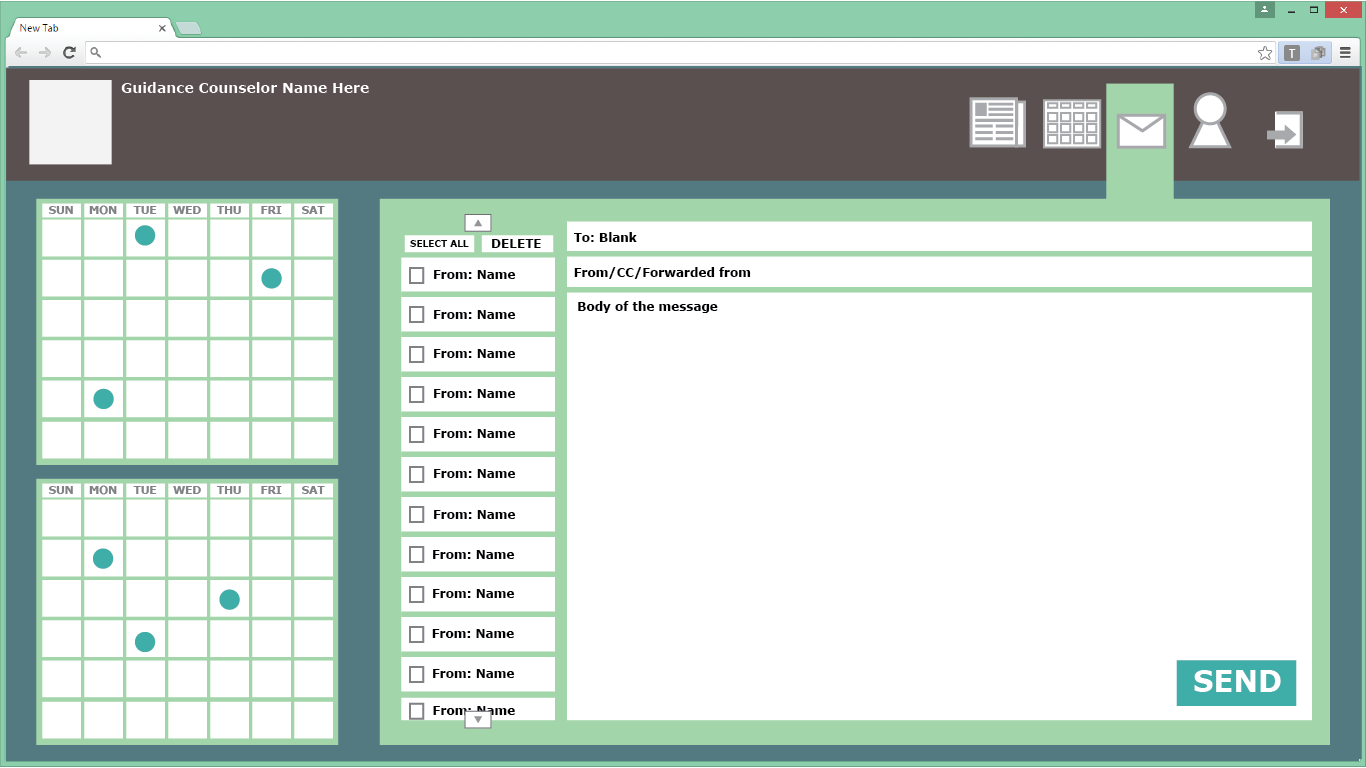 New Tab
T
Guidance Counselor Name Here
SUN MON TUE WED THU FRI SAT
SUN MON TUE WED THU FRI SAT
SELECT ALL DELETE
From: Name
From: Name
From: Name
From: Name
From: Name
From: Name
From: Name
From: Name
From: Name
From: Name
From: Name
From: Name
To: Blank
From/CC/Forwarded from
Body of the message
SEND